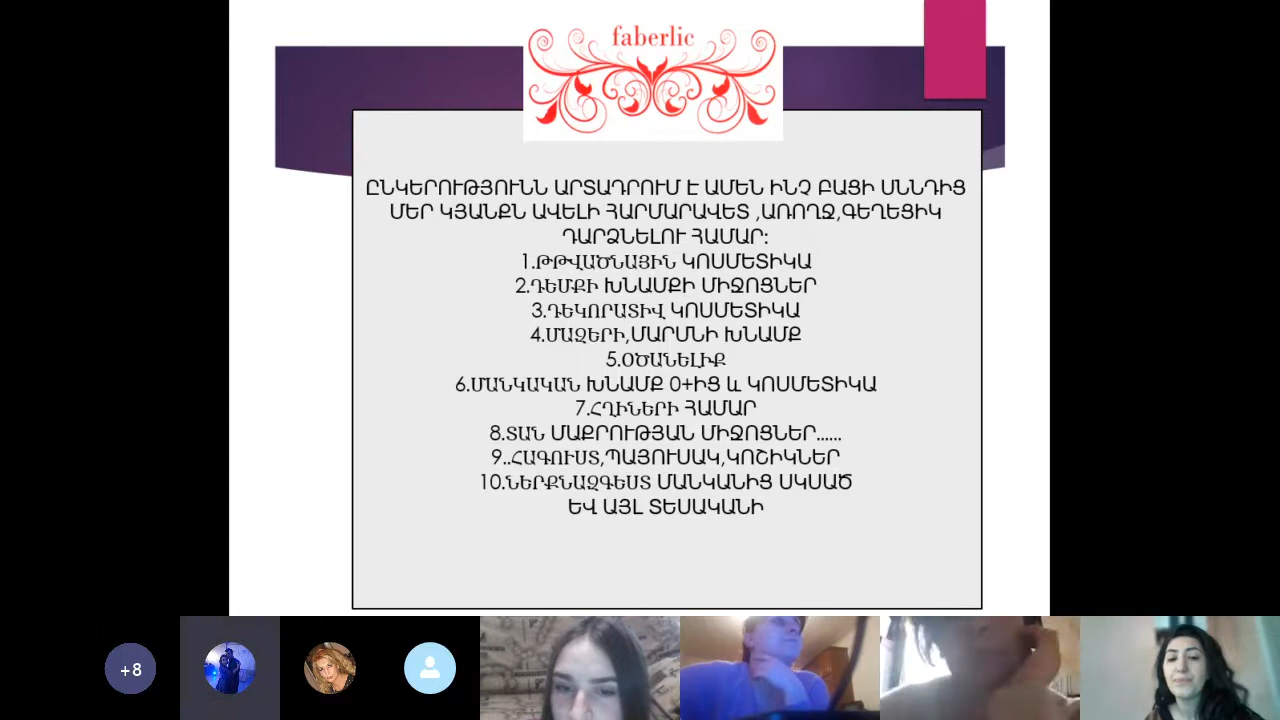 faberlic
ԸՆԿԵՐՈՒԹՅՈՒՆՆ ԱՐՏԱԴՐՈՒՄ Է ԱՄԵՆ ԻՆՉ ԲԱՑԻ ՍՆՆԴԻՑ
ՄԵՐ ԿՅԱՆՔՆ ԱՎԵԼԻ ՀԱՐՄԱՐԱՎԵՏ ,ԱՌՈՂՋ,ԳԵՂԵՑԻԿ
ԴԱՐՁՆԵԼՈՒ ՀԱՄԱՐ:
1.ԹԹՎԱԾՆԱՅԻՆ ԿՈՍՄԵՏԻԿԱ
2.ԴԵՄՔԻ ԽՆԱՄՔԻ ՄԻՋՈՑՆԵՐ
3.ԴԵԿՈՐԱՏԻՎ ԿՈՍՄԵՏԻԿԱ
4.ՄԱԶԵՐԻ,ՄԱՐՄՆԻ ԽՆԱՄՔ
5.ՕԾԱՆԵԼԻՔ
6.ՄԱՆԿԱԿԱՆ ԽՆԱՄՔ 0+ԻՑ և ԿՈՍՄԵՏԻԿԱ
7.ՀՂԻՆԵՐԻ ՀԱՄԱՐ
8.ՏԱՆ ՄԱՔՐՈՒԹՅԱՆ ՄԻՋՈՑՆԵՐ......
9..ՀԱԳՈՒՍՏ,ՊԱՅՈՒՍԱԿ,ԿՈՇԻԿՆԵՐ
10.ՆԵՐՔՆԱԶԳԵՍՏ ՄԱՆԿԱՆԻՑ ՍԿՍԱԾ
ԵՎ ԱՅԼ ՏԵՍԱԿԱՆԻ
+8